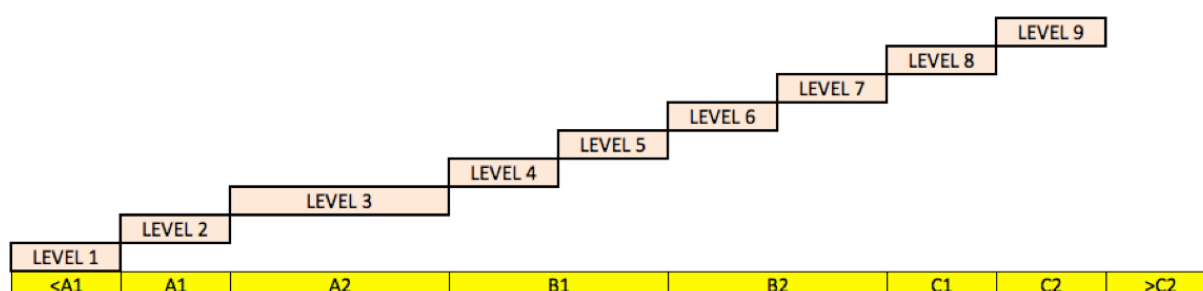 LEVEL 9
LEVEL 8
LEVEL 7
LEVEL 6
LEVEL 5
LEVEL 4
LEVEL 3
LEVEL 2
LEVEL 1
<A1 A1 A2 B1 B2 C1 C2 >C2